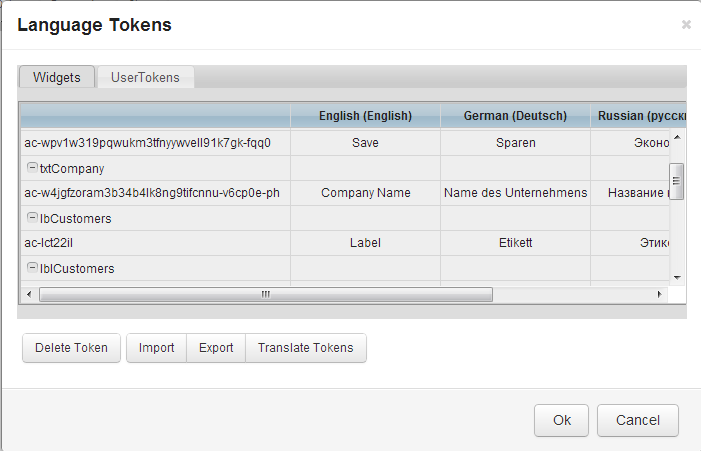 Language Tokens
×
Widgets UserTokens
English (English) German (Deutsch) Russian (русски
ac-wpv1w319pqwukm3tfnyywvell91k7gk-fqq0 Save Sparen Эконо
txtCompany
ac-w4jgfzoram3b34b4lk8ng9tifcnnu-v6cp0e-ph Company Name Name des Unternehmens Название
lbCustomers
ac-lct22il Label Etikett Этик
lblCustomers
Delete Token Import Export Translate Tokens
Ok Cancel